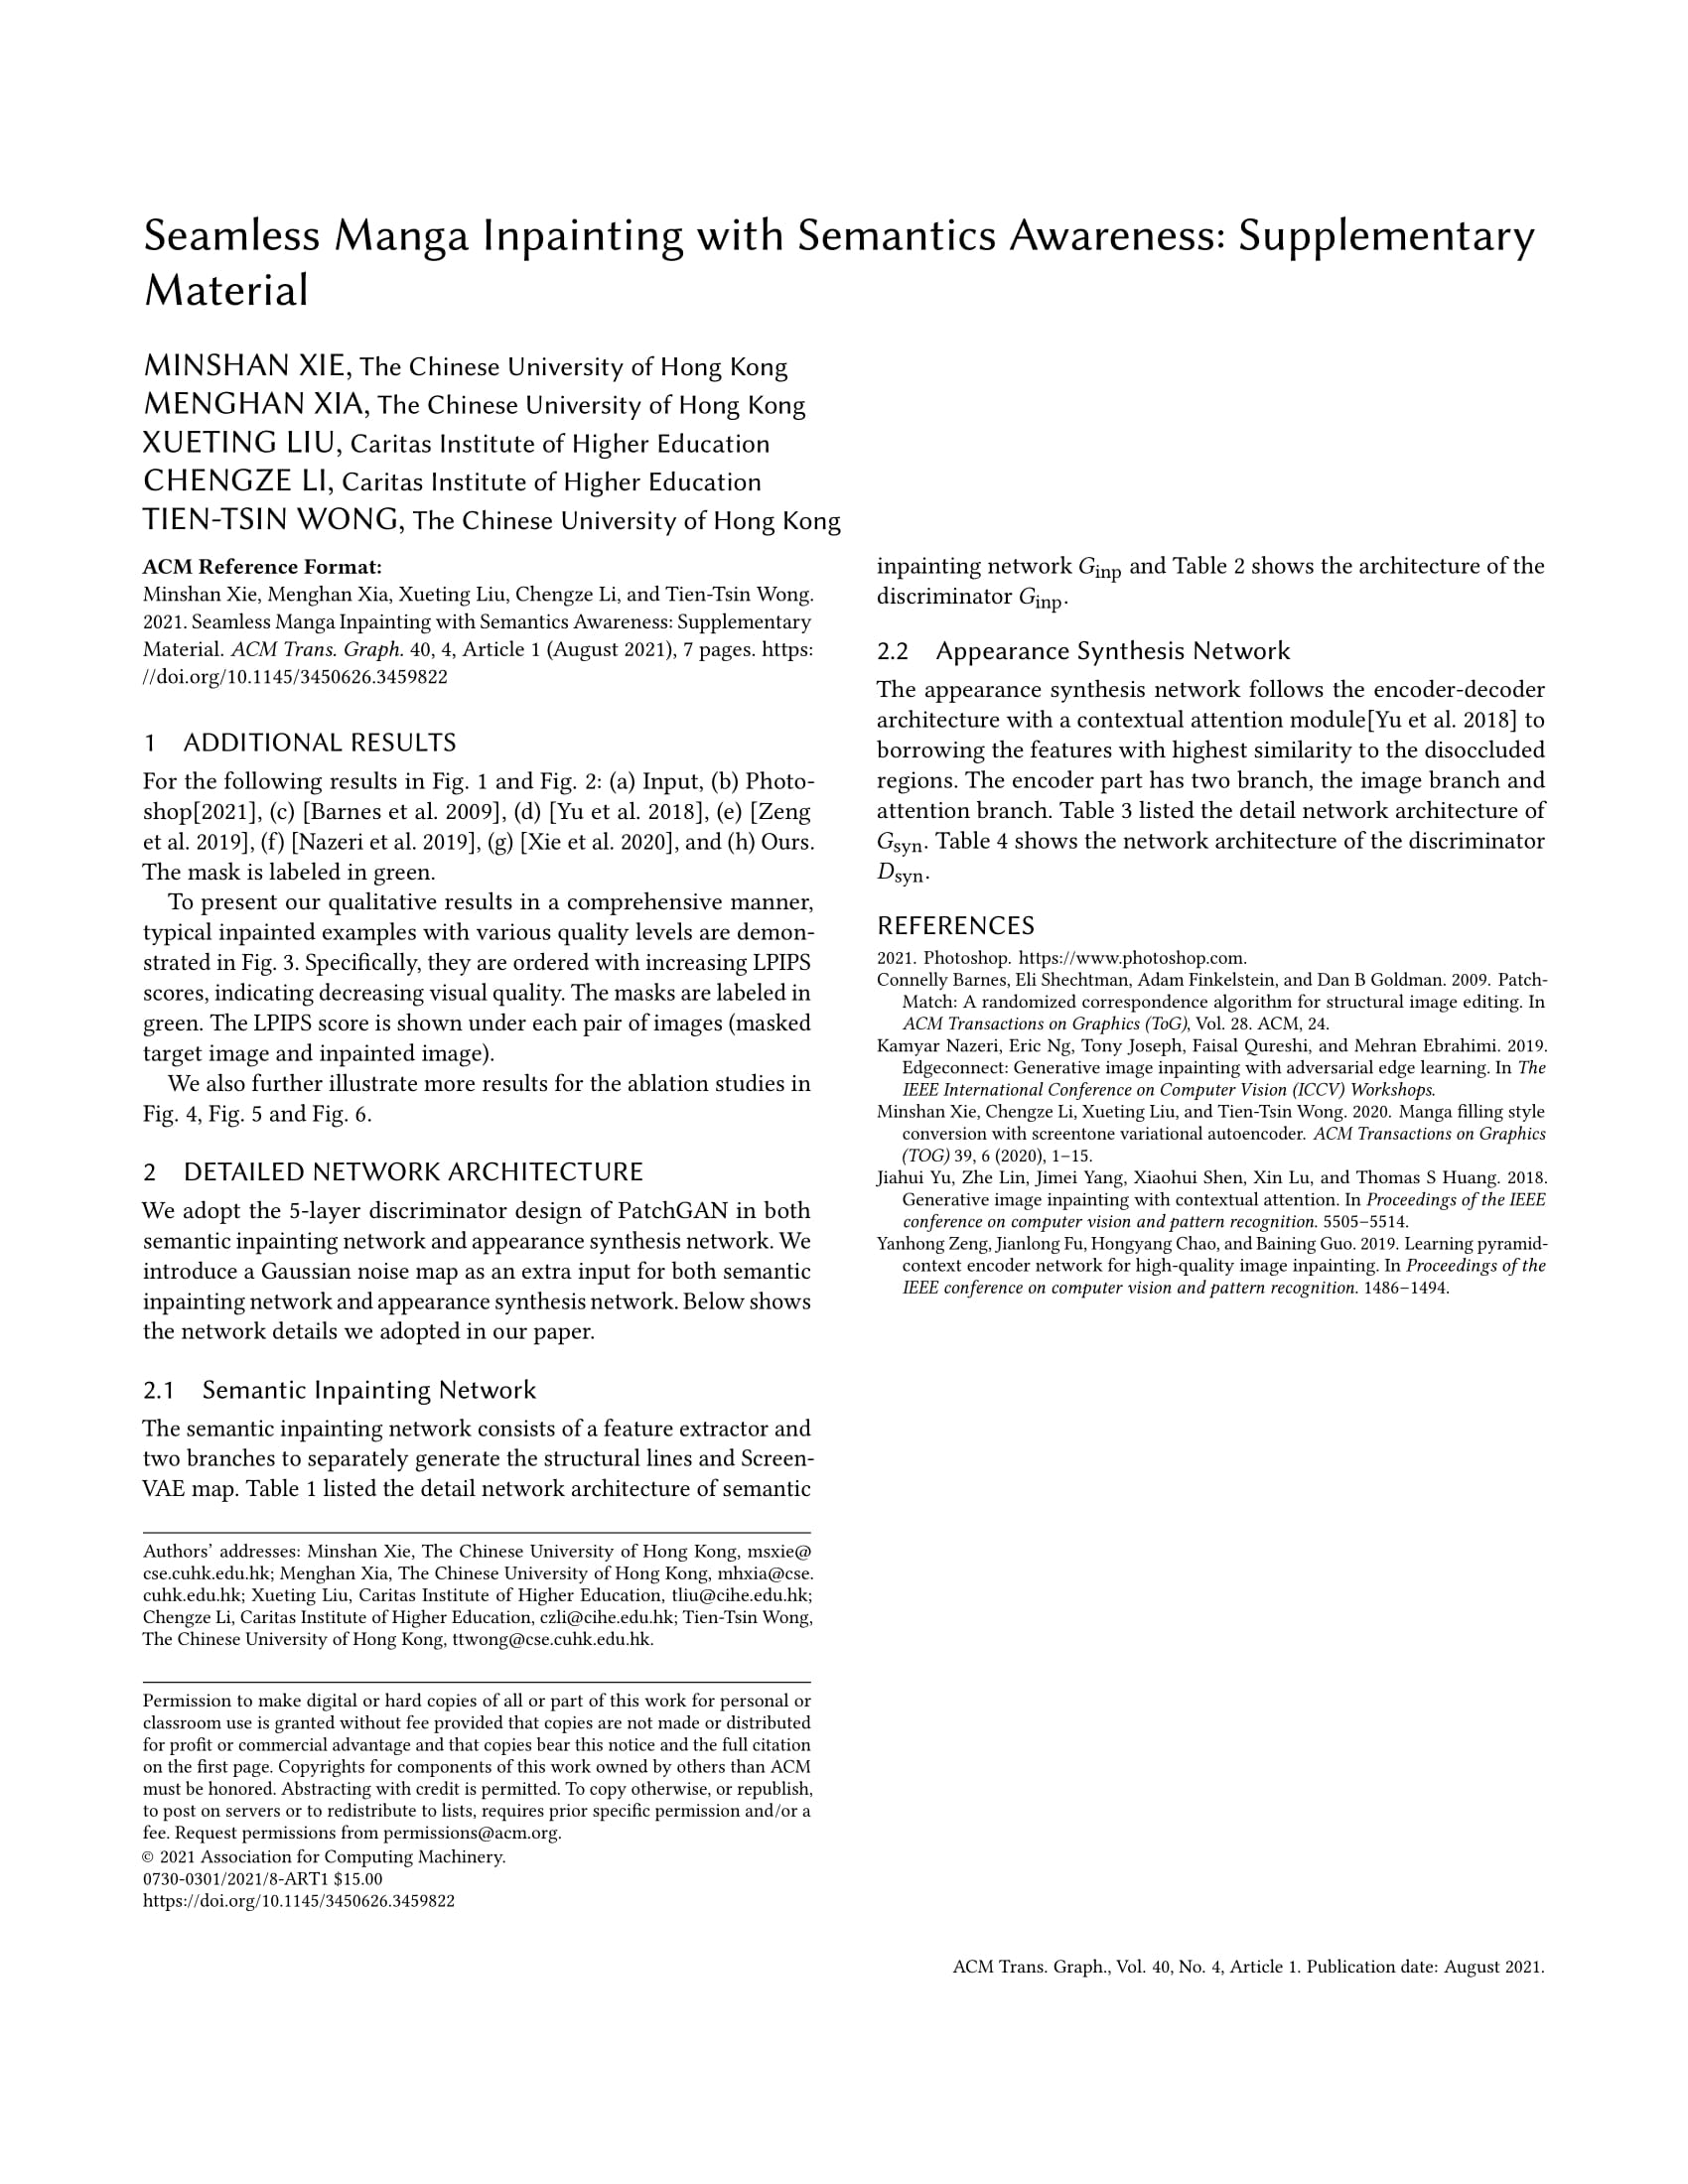 Seamless Manga Inpainting with Semantics Awareness: Supplementary
Material
MINSHAN XIE, The Chinese University of Hong Kong
MENGHAN XIA, The Chinese University of Hong Kong
XUETING LIU, Caritas Institute of Higher Education
CHENGZE LI, Caritas Institute of Higher Education
TIEN-TSIN WONG, The Chinese University of Hong Kong
ACM Reference Format:
Minshan Xie, Menghan Xia, Xueting Liu, Chengze Li, and Tien-Tsin Wong.
2021. Seamless Manga Inpainting with Semantics Awareness: Supplementary
Material. ACM Trans. Graph. 40, 4, Article 1 (August 2021), 7 pages. https:
//doi.org/10.1145/3450626.3459822
1 ADDITIONAL RESULTS
For the following results in Fig. 1 and Fig. 2: (a) Input, (b) Photo-
shop[2021], (c) [Barnes et al. 2009], (d) [Yu et al. 2018], (e) [Zeng
et al. 2019], (f) [Nazeri et al. 2019], (g) [Xie et al. 2020], and (h) Ours.
The mask is labeled in green.
To present our qualitative results in a comprehensive manner,
typical inpainted examples with various quality levels are demon-
strated in Fig. 3. Specifically, they are ordered with increasing LPIPS
scores, indicating decreasing visual quality. The masks are labeled in
green. The LPIPS score is shown under each pair of images (masked
target image and inpainted image).
We also further illustrate more results for the ablation studies in
Fig. 4, Fig. 5 and Fig. 6.
2 DETAILED NETWORK ARCHITECTURE
We adopt the 5-layer discriminator design of PatchGAN in both
semantic inpainting network and appearance synthesis network. We
introduce a Gaussian noise map as an extra input for both semantic
inpainting network and appearance synthesis network. Below shows
the network details we adopted in our paper.
2.1 Semantic Inpainting Network
The semantic inpainting network consists of a feature extractor and
two branches to separately generate the structural lines and Screen-
VAE map. Table 1 listed the detail network architecture of semantic
Authors' addresses: Minshan Xie, The Chinese University of Hong Kong, msxie@
cse.cuhk.edu.hk; Menghan Xia, The Chinese University of Hong Kong, mhxia@cse.
cuhk.edu.hk; Xueting Liu, Caritas Institute of Higher Education, tliu@cihe.edu.hk;
Chengze Li, Caritas Institute of Higher Education, czli@cihe.edu.hk; Tien-Tsin Wong,
The Chinese University of Hong Kong, ttwong@cse.cuhk.edu.hk.
Permission to make digital or hard copies of all or part of this work for personal or
classroom use is granted without fee provided that copies are not made or distributed
for profit or commercial advantage and that copies bear this notice and the full citation
on the first page. Copyrights for components of this work owned by others than ACM
must be honored. Abstracting with credit is permitted. To copy otherwise, or republish,
to post on servers or to redistribute to lists, requires prior specific permission and/or a
fee. Request permissions from permissions@acm.org.
© 2021 Association for Computing Machinery.
0730-0301/2021/8-ART1 $15.00
https://doi.org/10.1145/3450626.3459822
inpainting network Ginp and Table 2 shows the architecture of the
discriminator Ginp.
2.2 Appearance Synthesis Network
The appearance synthesis network follows the encoder-decoder
architecture with a contextual attention module[Yu et al. 2018] to
borrowing the features with highest similarity to the disoccluded
regions. The encoder part has two branch, the image branch and
attention branch. Table 3 listed the detail network architecture of
Gsyn. Table 4 shows the network architecture of the discriminator
Dsyn.
REFERENCES
2021. Photoshop. https://www.photoshop.com.
Connelly Barnes, Eli Shechtman, Adam Finkelstein, and Dan B Goldman. 2009. Patch-
Match: A randomized correspondence algorithm for structural image editing. In
ACM Transactions on Graphics (ToG), Vol. 28. ACM, 24.
Kamyar Nazeri, Eric Ng, Tony Joseph, Faisal Qureshi, and Mehran Ebrahimi. 2019.
Edgeconnect: Generative image inpainting with adversarial edge learning. In The
IEEE International Conference on Computer Vision (ICCV) Workshops.
Minshan Xie, Chengze Li, Xueting Liu, and Tien-Tsin Wong. 2020. Manga filling style
conversion with screentone variational autoencoder. ACM Transactions on Graphics
(TOG) 39, 6 (2020), 1–15.
Jiahui Yu, Zhe Lin, Jimei Yang, Xiaohui Shen, Xin Lu, and Thomas S Huang. 2018.
Generative image inpainting with contextual attention. In Proceedings of the IEEE
conference on computer vision and pattern recognition. 5505–5514.
Yanhong Zeng, Jianlong Fu, Hongyang Chao, and Baining Guo. 2019. Learning pyramid-
context encoder network for high-quality image inpainting. In Proceedings of the
IEEE conference on computer vision and pattern recognition. 1486–1494.
ACM Trans. Graph., Vol. 40, No. 4, Article 1. Publication date: August 2021.